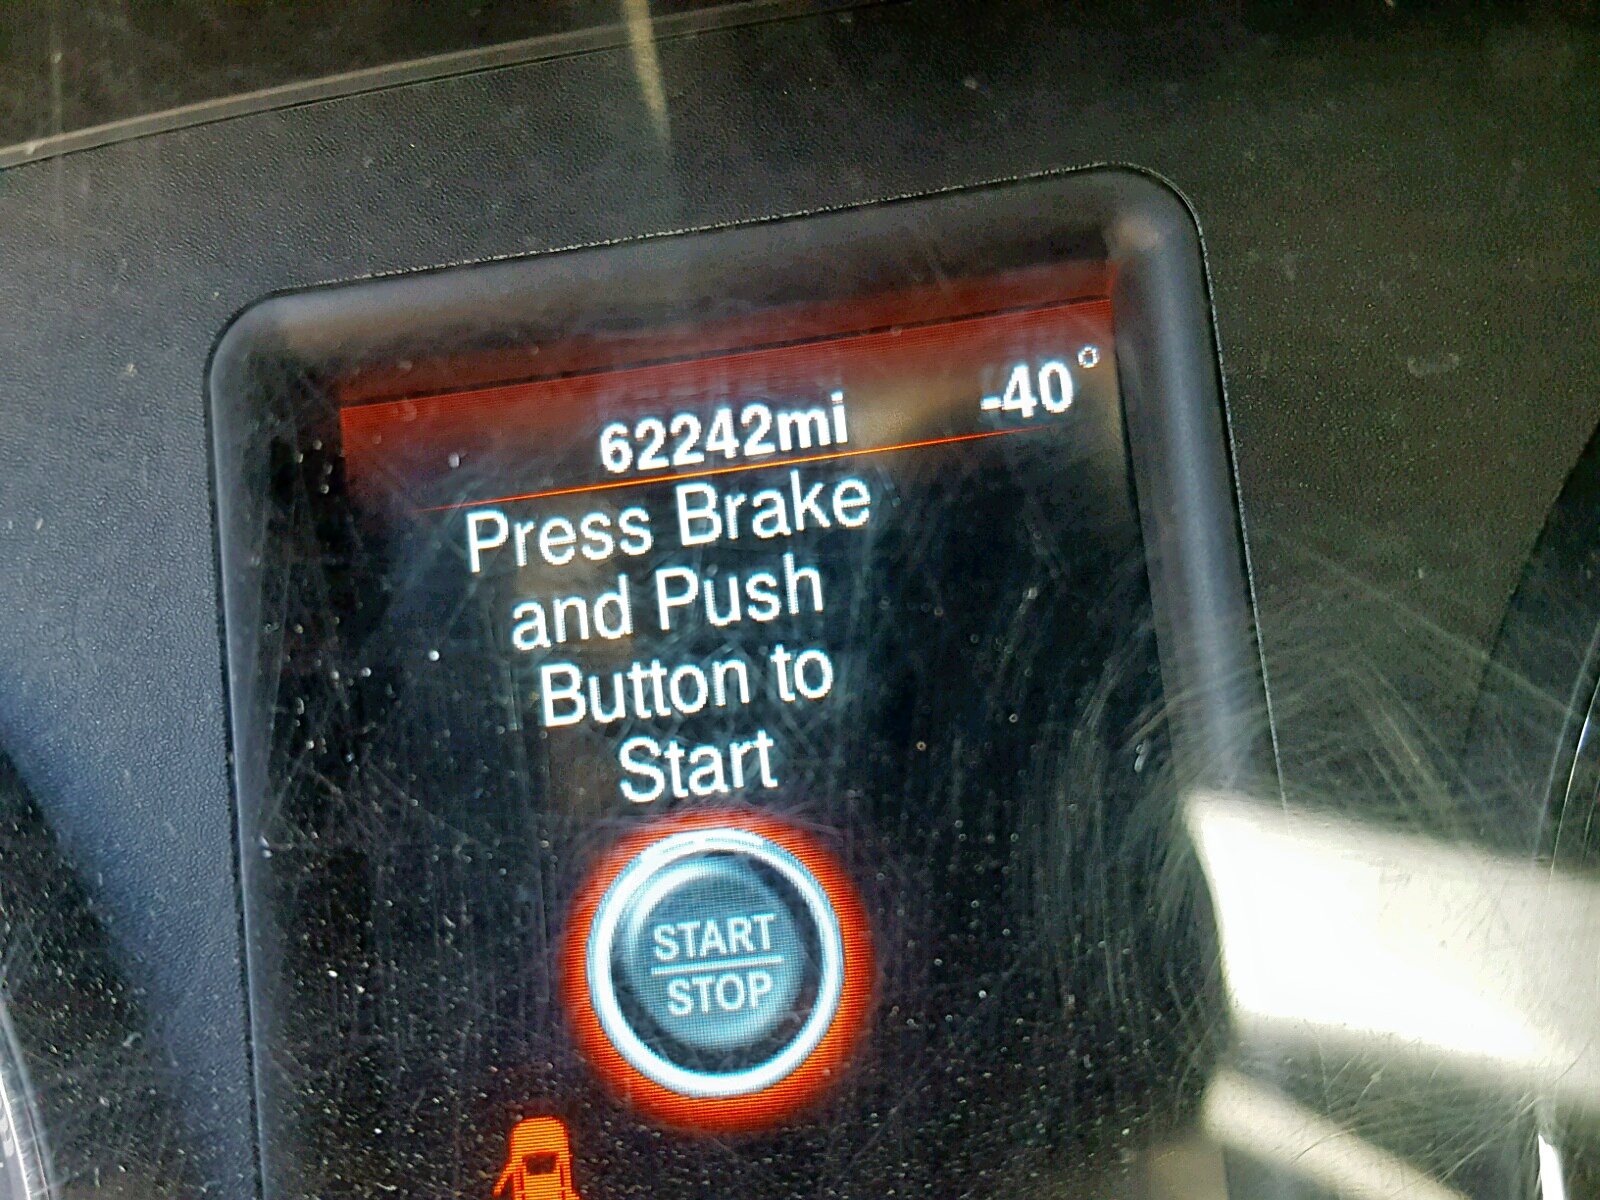 62242mi -40°
Press Brake
and Push
Button to
Start
START
STOP